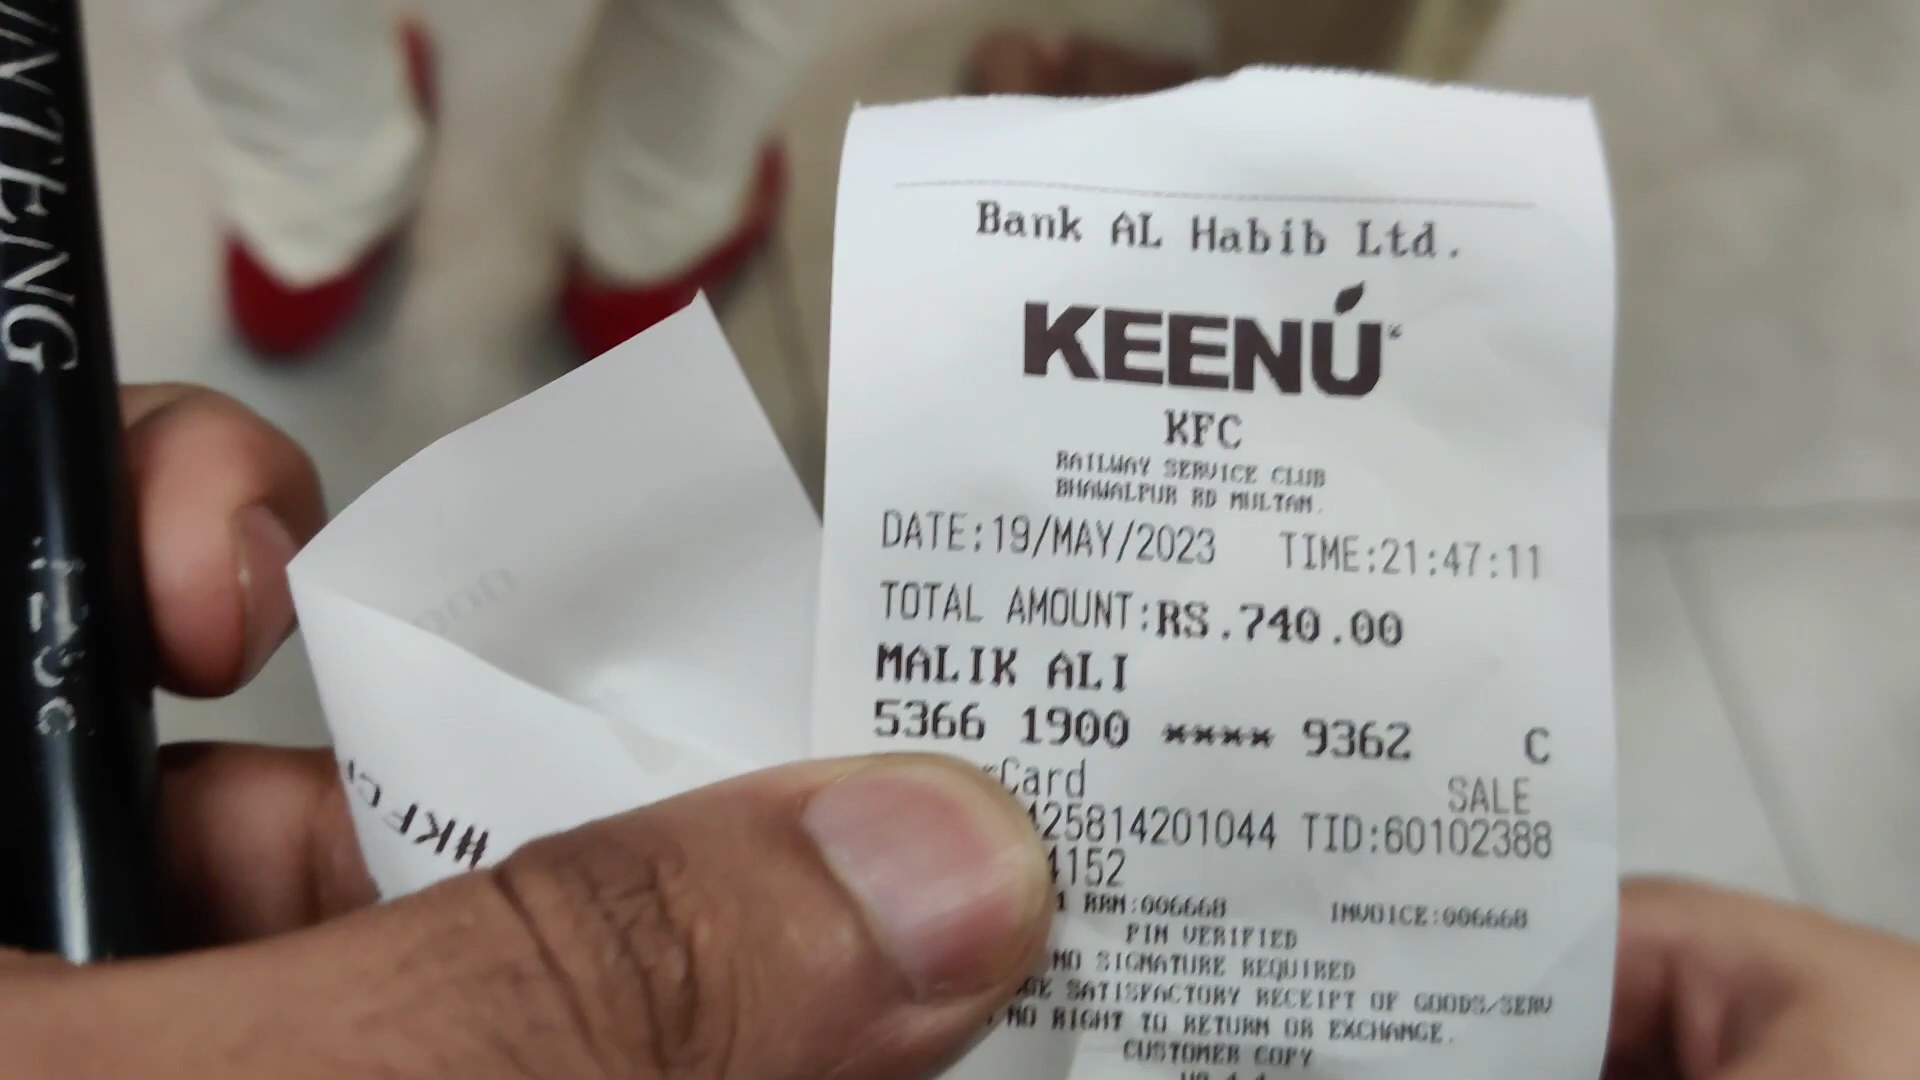 Bank AL Habib Ltd.
KEENÚ
KFC
RAILWAY SERVICE CLUB
BHAWALPUR RD MULTAN.
DATE:19/MAY/2023 TIME:21:47:11
TOTAL AMOUNT:RS.740.00
MALIK ALI
5366 1900 **** 9362 C
rCard SALE
425814201044 TID:60102388
4152
1 RRN:006668 INVOICE:006668
PIN VERIFIED
NO SIGNATURE REQUIRED
SATISFACTORY RECEIPT OF GOODS/SERV
NO RIGHT TO RETURN OR EXCHANGE.
CUSTOMER COPY
#KFC